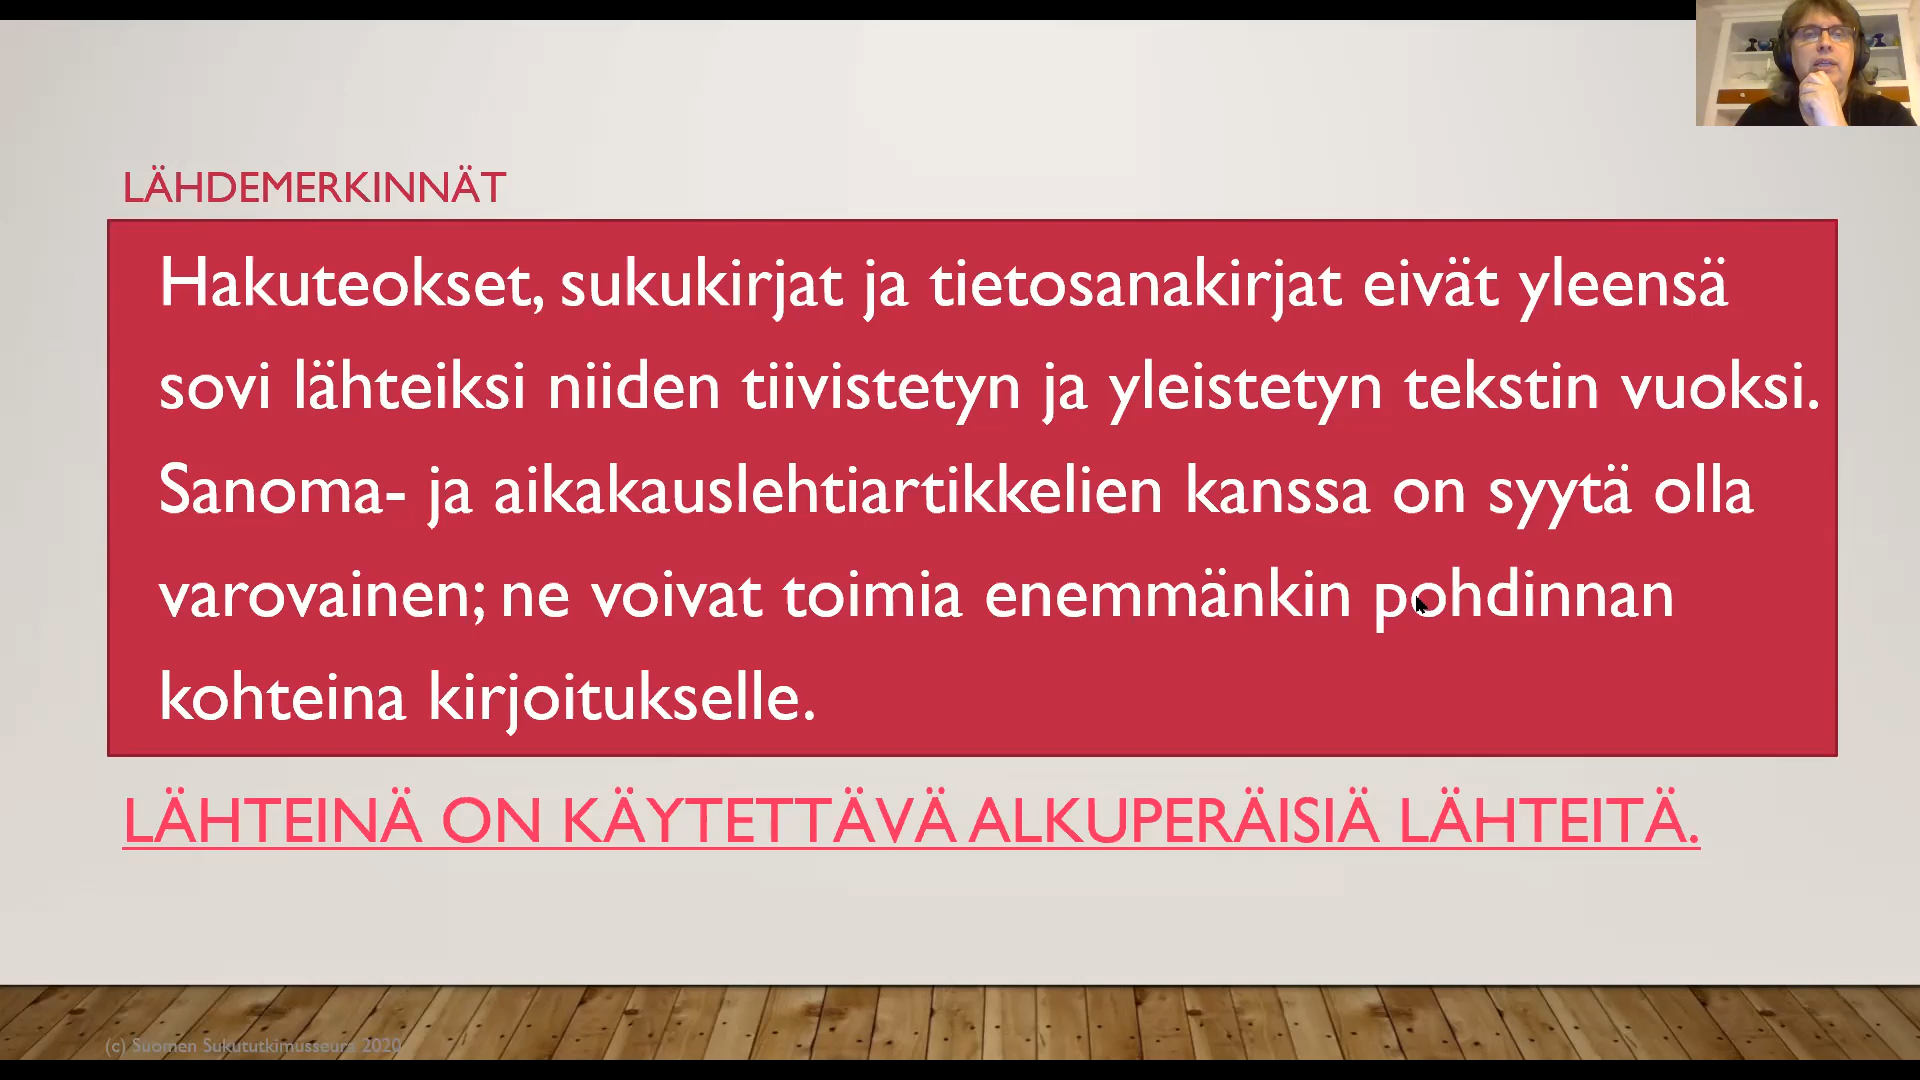 LÄHDEMERKINNÄT
Hakuteokset, sukukirjat ja tietosanakirjat eivät yleensä
sovi lähteiksi niiden tiivistetyn ja yleistetyn tekstin vuoksi.
Sanoma- ja aikakauslehtiartikkelien kanssa on syytä olla
varovainen; ne voivat toimia enemmänkin pohdinnan
kohteina kirjoitukselle.
LÄHTEINÄ ON KÄYTETTÄVÄ ALKUPERÄISIÄ LÄHTEITÄ.
(c) Suomen Sukututkimusseura 2020